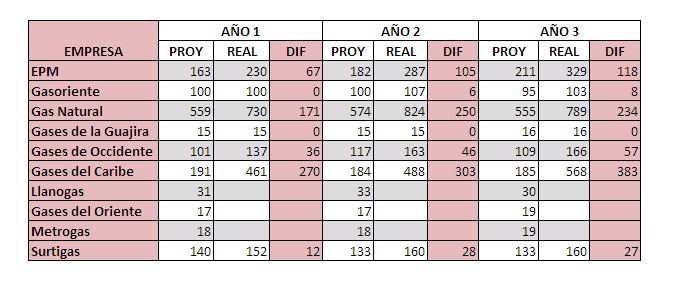 AÑO 1 AÑO 2 AÑO 3
EMPRESA PROY REAL DIF PROY REAL DIF PROY REAL DIF
EPM 163 230 67 182 287 105 211 329 118
Gasoriente 100 100 0 100 107 6 95 103 8
Gas Natural 559 730 171 574 824 250 555 789 234
Gases de la Guajira 15 15 0 15 15 0 16 16 0
Gases de Occidente 101 137 36 117 163 46 109 166 57
Gases del Caribe 191 461 270 184 488 303 185 568 383
Llanogas 31 33 30
Gases del Oriente 17 17 19
Metrogas 18 18 19
Surtigas 140 152 12 133 160 28 133 160 27